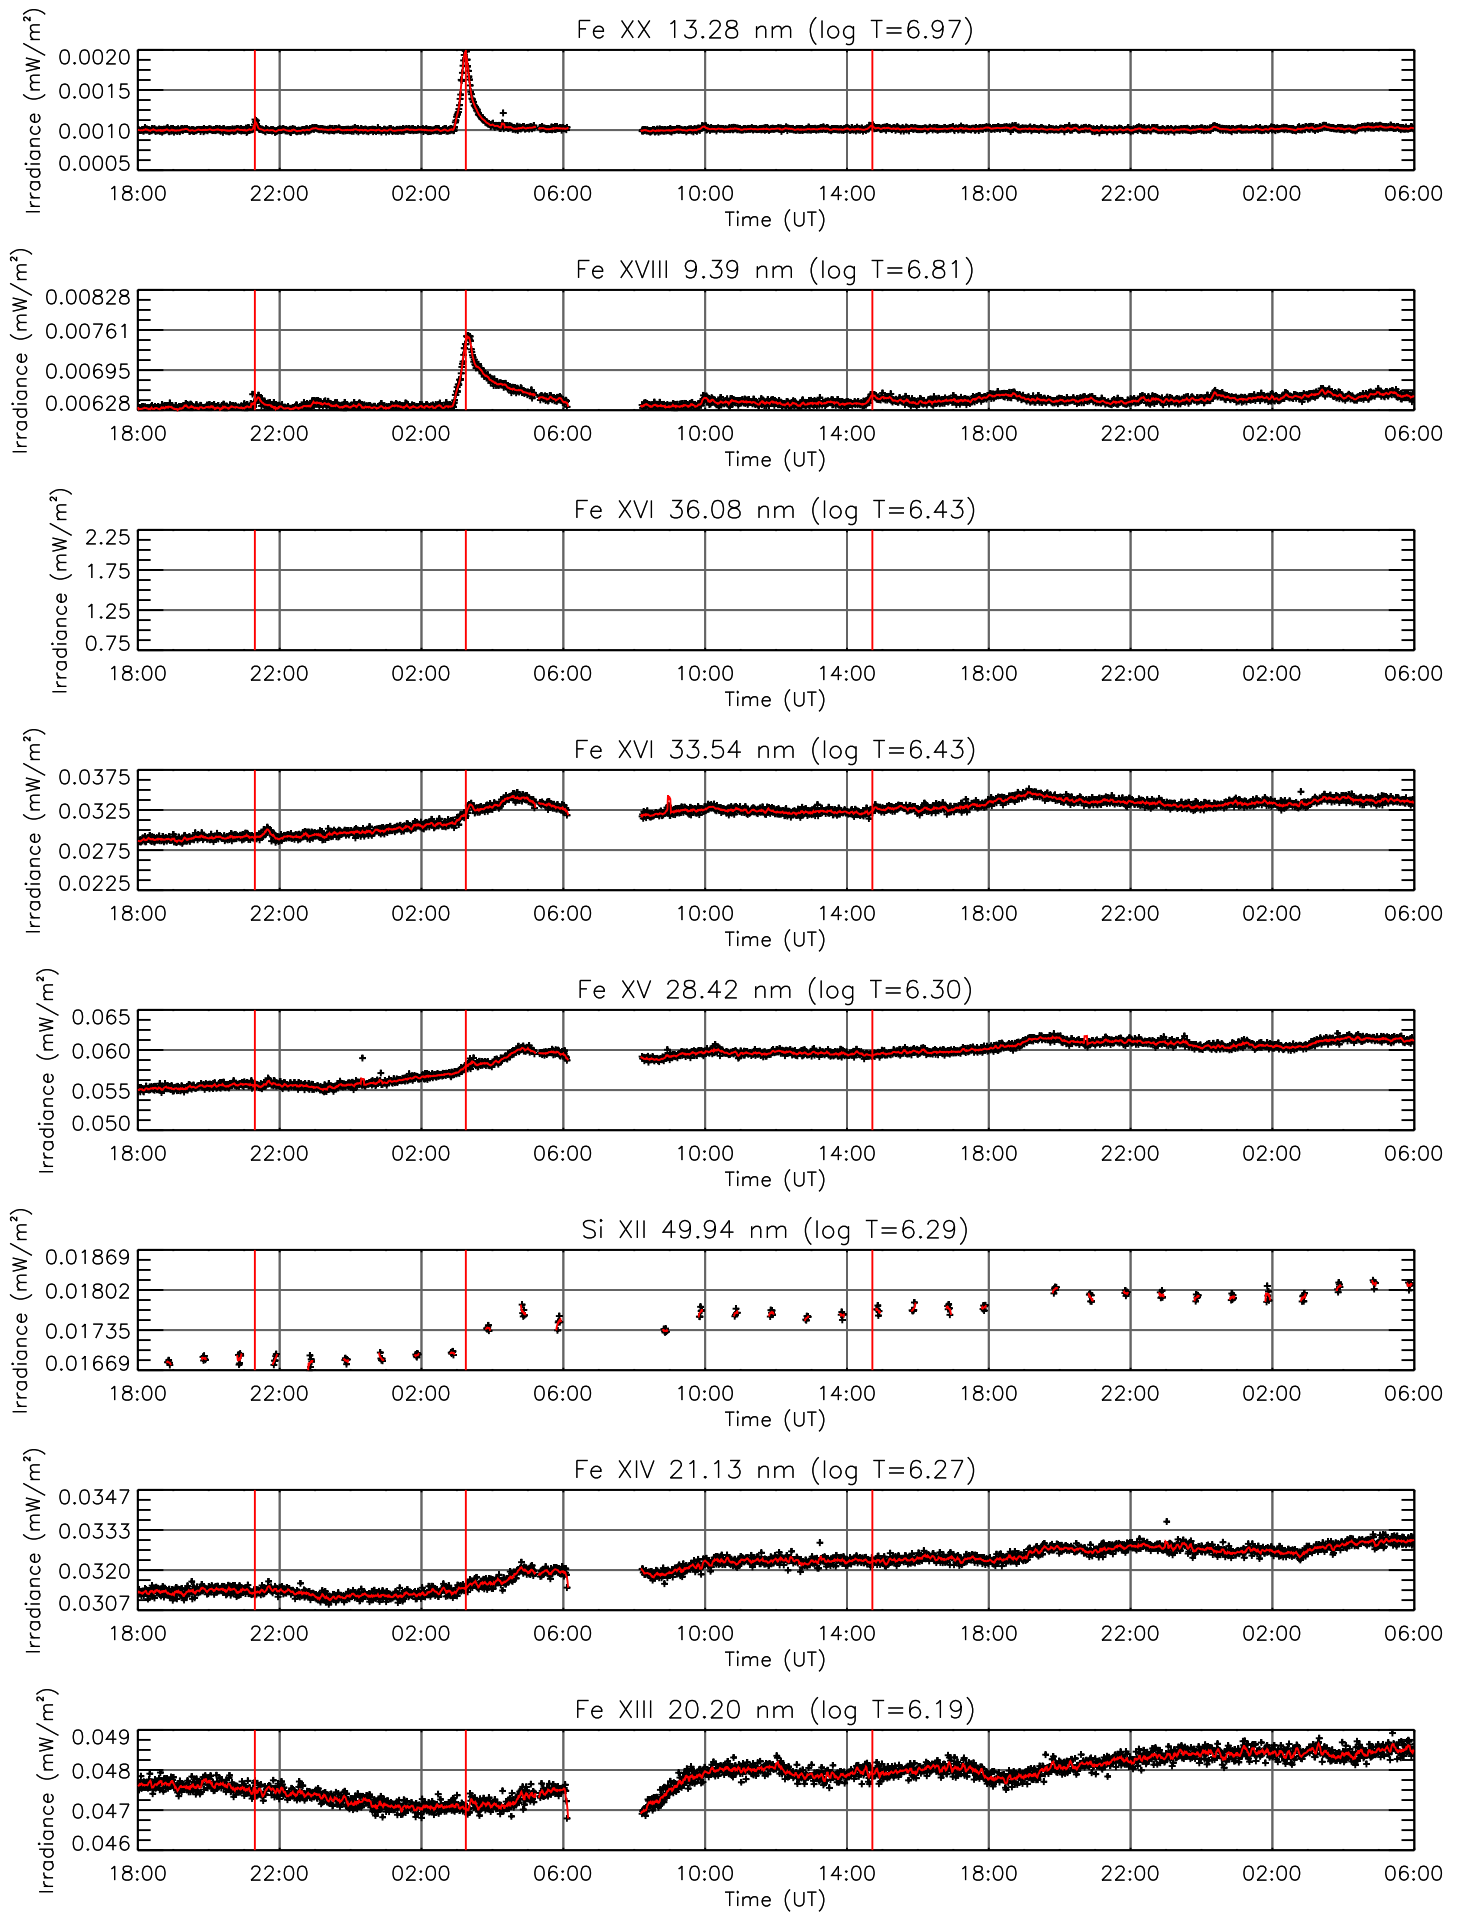 Fe XX 13.28 nm (log T=6.97)
Irradiance (mW/m²)
0.0020
0.0015
0.0010
0.0005
18:00 22:00 02:00 06:00 10:00 14:00 18:00 22:00 02:00 06:00
Time (UT)
Fe XVIII 9.39 nm (log T=6.81)
Irradiance (mW/m²)
0.00828
0.00761
0.00695
0.00628
18:00 22:00 02:00 06:00 10:00 14:00 18:00 22:00 02:00 06:00
Time (UT)
Fe XVI 36.08 nm (log T=6.43)
Irradiance (mW/m²)
2.25
1.75
1.25
0.75
18:00 22:00 02:00 06:00 10:00 14:00 18:00 22:00 02:00 06:00
Time (UT)
Fe XVI 33.54 nm (log T=6.43)
Irradiance (mW/m²)
0.0375
0.0325
0.0275
0.0225
18:00 22:00 02:00 06:00 10:00 14:00 18:00 22:00 02:00 06:00
Time (UT)
Fe XV 28.42 nm (log T=6.30)
Irradiance (mW/m²)
0.065
0.060
0.055
0.050
18:00 22:00 02:00 06:00 10:00 14:00 18:00 22:00 02:00 06:00
Time (UT)
Si XII 49.94 nm (log T=6.29)
Irradiance (mW/m²)
0.01869
0.01802
0.01735
0.01669
18:00 22:00 02:00 06:00 10:00 14:00 18:00 22:00 02:00 06:00
Time (UT)
Fe XIV 21.13 nm (log T=6.27)
Irradiance (mW/m²)
0.0347
0.0333
0.0320
0.0307
18:00 22:00 02:00 06:00 10:00 14:00 18:00 22:00 02:00 06:00
Time (UT)
Fe XIII 20.20 nm (log T=6.19)
Irradiance (mW/m²)
0.049
0.048
0.047
0.046
18:00 22:00 02:00 06:00 10:00 14:00 18:00 22:00 02:00 06:00
Time (UT)